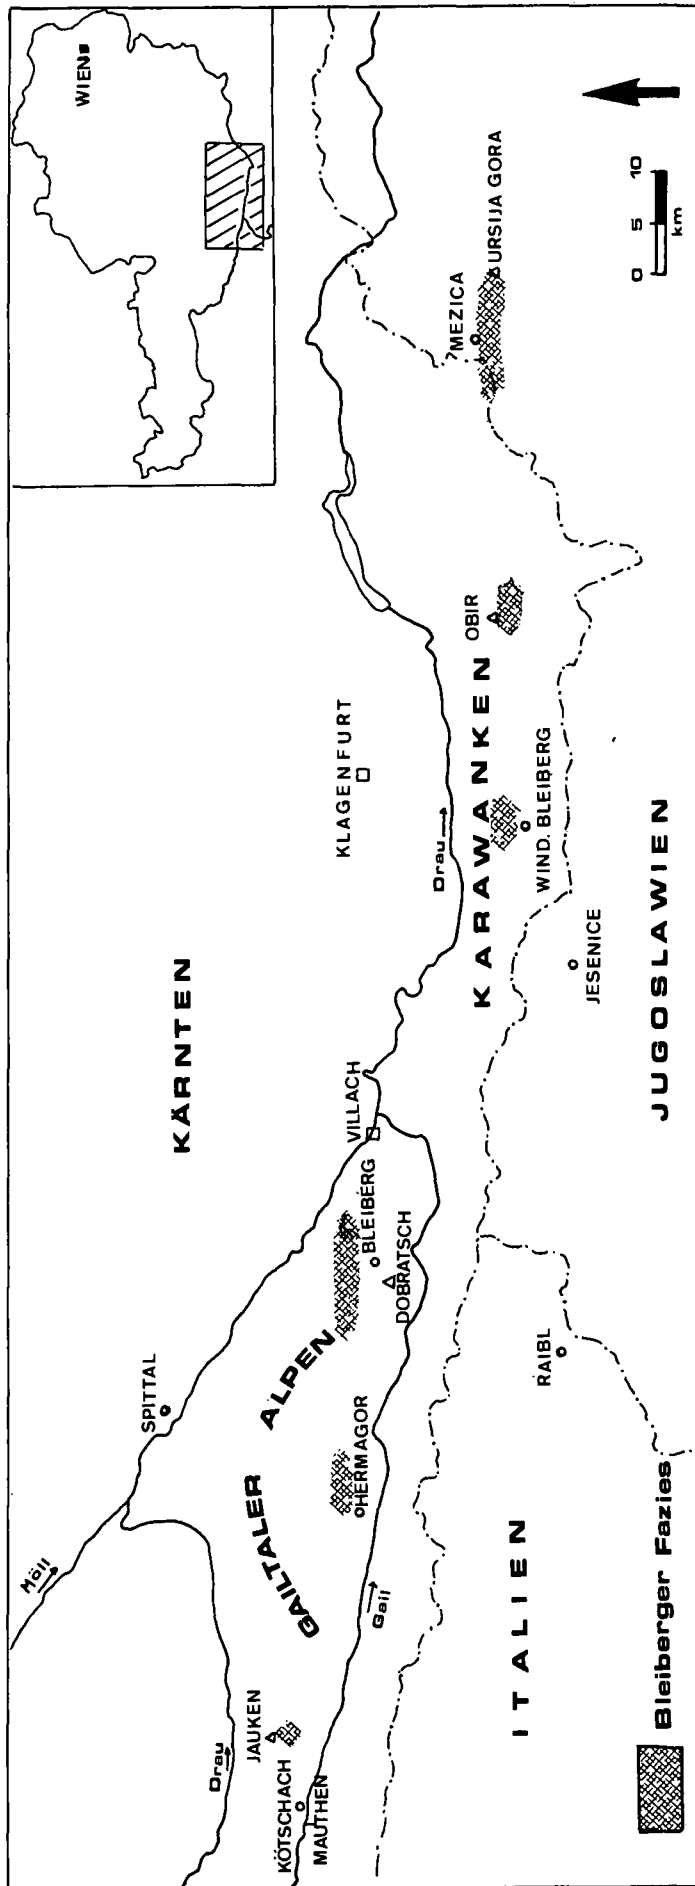 WIEN
KÄRNTEN
Möll
SPITTAL
Drau
JAUKEN
KÖTSCHACH
MAUTHEN
GAILTALER ALPEN
HERMAGOR
Gail
BLEIBERG
DOBRATSCH
VILLACH
KLAGENFURT
Drau
KARAWANKEN
OBIR
WIND. BLEIBERG
MEZICA
URSIJA GORA
JESENICE
RAIBL
ITALIEN
JUGOSLAWIEN
Bleiberger Fazies
0 5 10
km